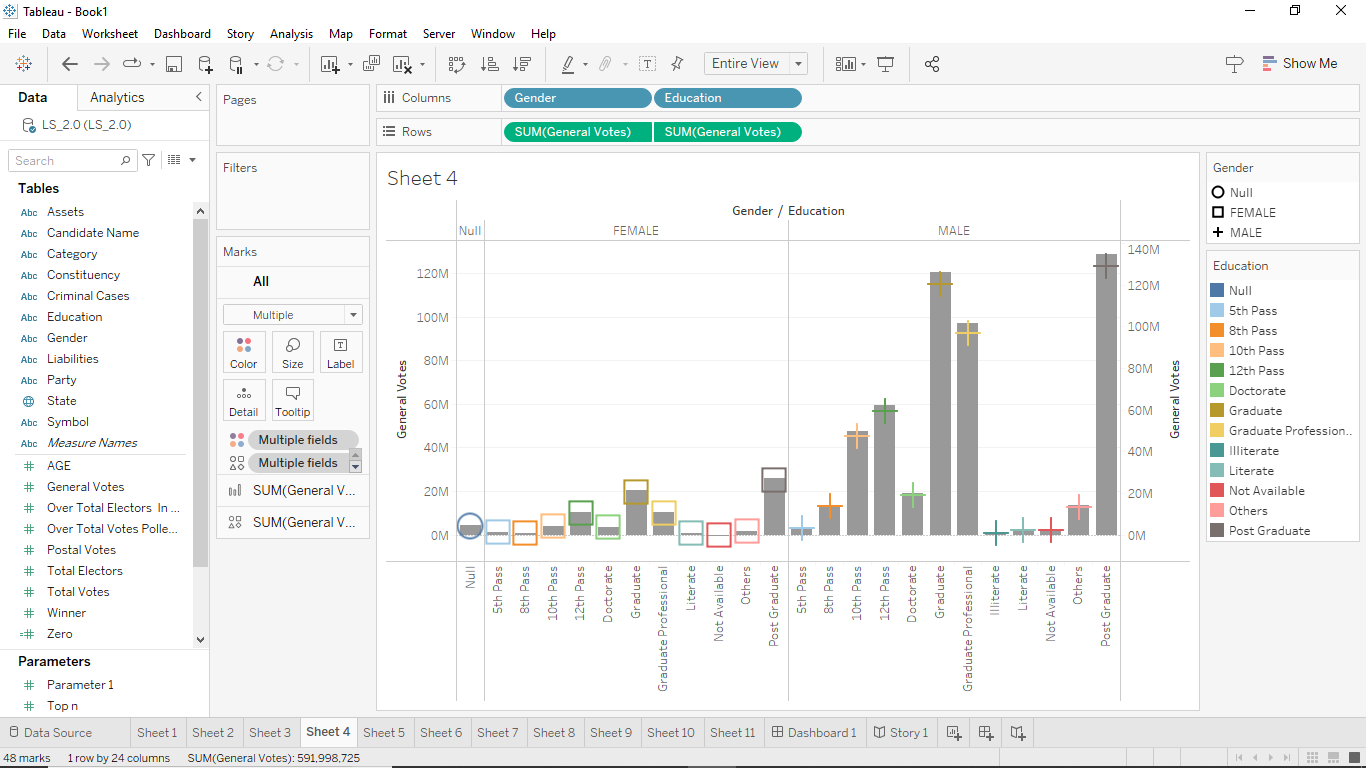 Tableau - Book1
File Data Worksheet Dashboard Story Analysis Map Format Server Window Help
Entire View
Show Me
Data Analytics
LS_2.0 (LS_2.0)
Search
Tables
Abc Assets
Abc Candidate Name
Abc Category
Abc Constituency
Abc Criminal Cases
Abc Education
Abc Gender
Abc Liabilities
Abc Party
State
Abc Symbol
Abc Measure Names
AGE
General Votes
Over Total Electors In ...
Over Total Votes Polle...
Postal Votes
Total Electors
Total Votes
Winner
Zero
Parameters
Parameter 1
Top n
Pages
Filters
Marks
All
Multiple
Color Size Label
Detail Tooltip
Multiple fields
Multiple fields
SUM(General V...
SUM(General V...
Columns Gender Education
Rows SUM(General Votes) SUM(General Votes)
Sheet 4
Gender / Education
Null FEMALE MALE
General Votes
120M
100M
80M
60M
40M
20M
0M
140M
120M
100M
80M
60M
40M
20M
0M
General Votes
Null
5th Pass
8th Pass
10th Pass
12th Pass
Doctorate
Graduate
Graduate Professional
Literate
Not Available
Others
Post Graduate
5th Pass
8th Pass
10th Pass
12th Pass
Doctorate
Graduate
Graduate Professional
Illiterate
Literate
Not Available
Others
Post Graduate
Gender
Null
FEMALE
MALE
Education
Null
5th Pass
8th Pass
10th Pass
12th Pass
Doctorate
Graduate
Graduate Profession..
Illiterate
Literate
Not Available
Others
Post Graduate
Data Source Sheet 1 Sheet 2 Sheet 3 Sheet 4 Sheet 5 Sheet 6 Sheet 7 Sheet 8 Sheet 9 Sheet 10 Sheet 11 Dashboard 1 Story 1
48 marks 1 row by 24 columns SUM(General Votes): 591,998,725